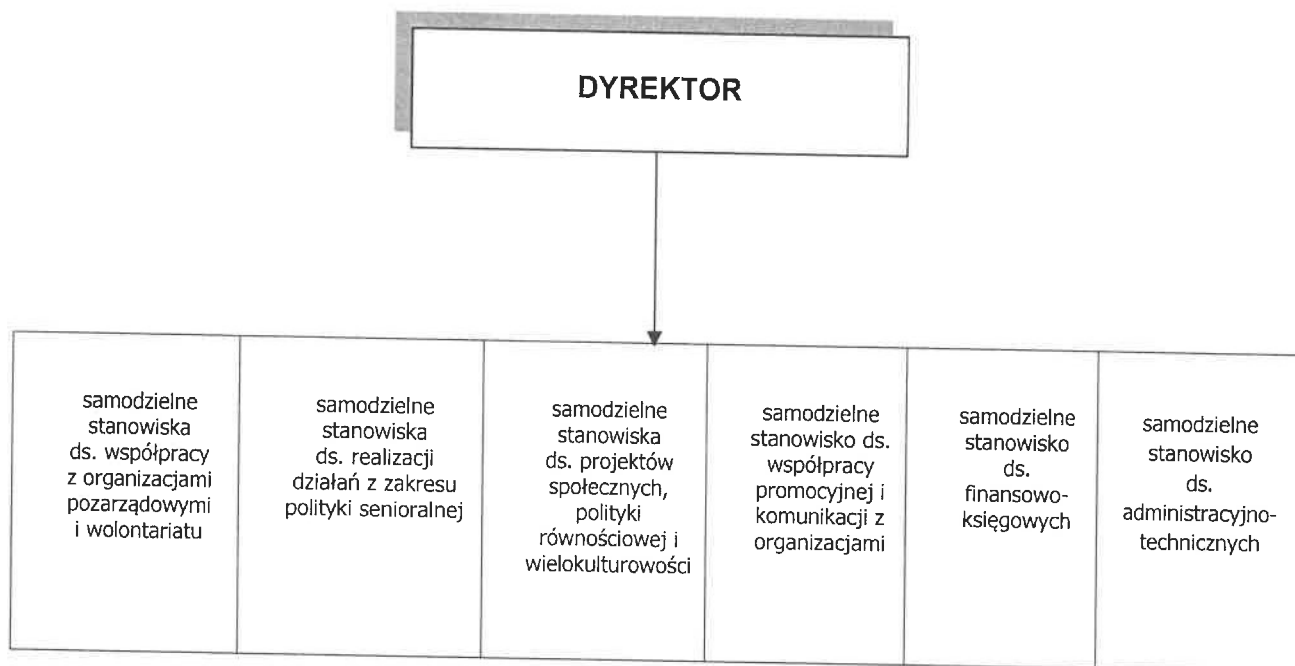 DYREKTOR
samodzielne
stanowiska
ds. współpracy
z organizacjami
pozarządowymi
i wolontariatu
samodzielne
stanowiska
ds. realizacji
działań z zakresu
polityki senioralnej
samodzielne
stanowiska
ds. projektów
społecznych,
polityki
równościowej i
wielokulturowości
samodzielne
stanowisko ds.
współpracy
promocyjnej i
komunikacji z
organizacjami
samodzielne
stanowisko
ds.
finansowo-
księgowych
samodzielne
stanowisko
ds.
administracyjno-
technicznych